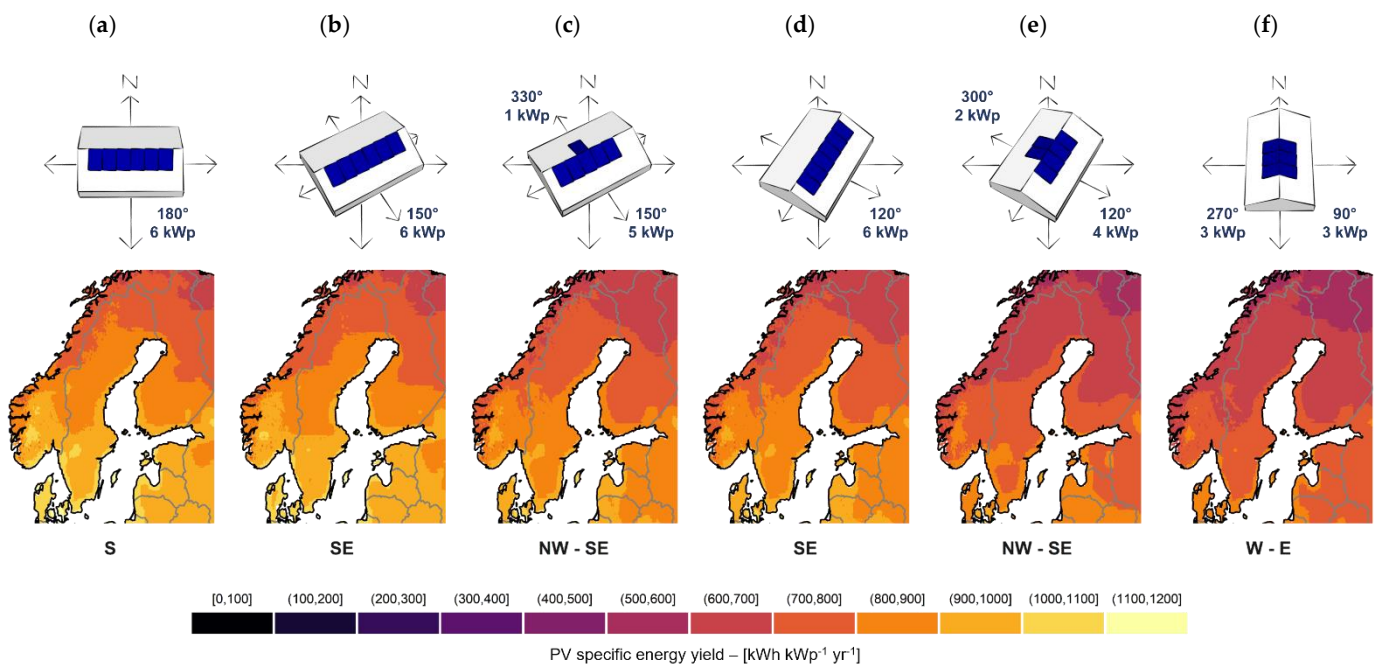 (a) (b) (c) (d) (e) (f)
N N N N N N
330°
1 kWp
300°
2 kWp
180°
6 kWp
150°
6 kWp
150°
5 kWp
120°
6 kWp
120°
4 kWp
270°
3 kWp
90°
3 kWp
S SE NW - SE SE NW - SE W - E
[0,100] (100,200] (200,300] (300,400] (400,500] (500,600] (600,700] (700,800] (800,900] (900,1000] (1000,1100] (1100,1200]
PV specific energy yield – [kWh kWp⁻¹ yr⁻¹]